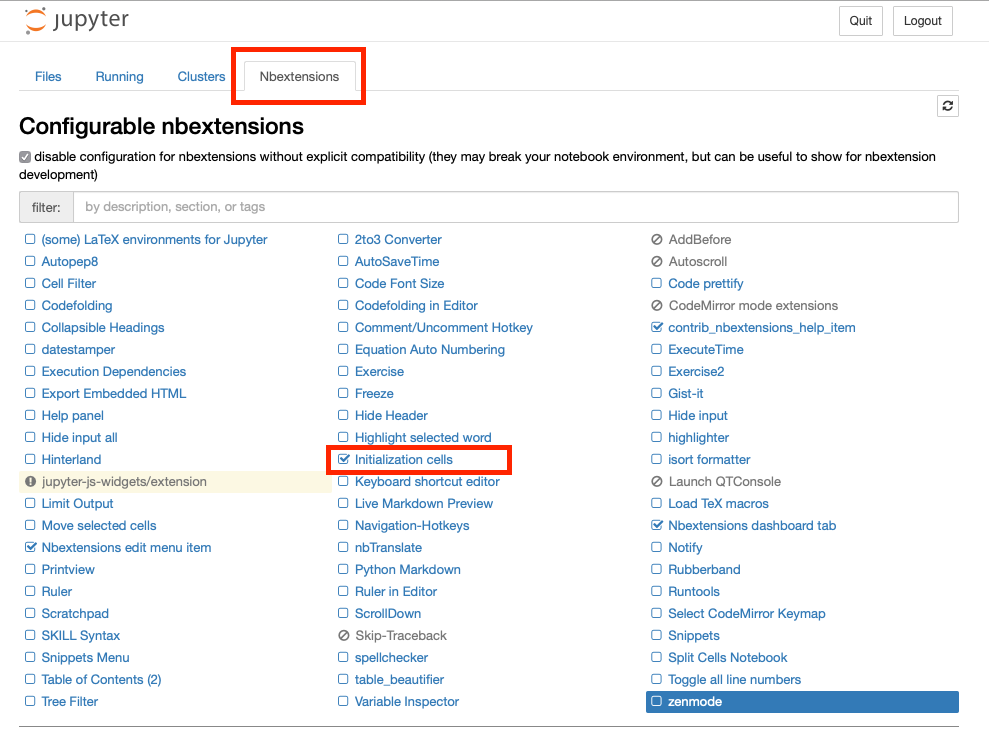 jupyter
Quit Logout
Files Running Clusters Nbextensions
Configurable nbextensions
disable configuration for nbextensions without explicit compatibility (they may break your notebook environment, but can be useful to show for nbextension
development)
filter: by description, section, or tags
(some) LaTeX environments for Jupyter 2to3 Converter AddBefore
Autopep8 AutoSaveTime Autoscroll
Cell Filter Code Font Size Code prettify
Codefolding Codefolding in Editor CodeMirror mode extensions
Collapsible Headings Comment/Uncomment Hotkey contrib_nbextensions_help_item
datestamper Equation Auto Numbering ExecuteTime
Execution Dependencies Exercise Exercise2
Export Embedded HTML Freeze Gist-it
Help panel Hide Header Hide input
Hide input all Highlight selected word highlighter
Hinterland Initialization cells isort formatter
jupyter-js-widgets/extension Keyboard shortcut editor Launch QTConsole
Limit Output Live Markdown Preview Load TeX macros
Move selected cells Navigation-Hotkeys Nbextensions dashboard tab
Nbextensions edit menu item nbTranslate Notify
Printview Python Markdown Rubberband
Ruler Ruler in Editor Runtools
Scratchpad ScrollDown Select CodeMirror Keymap
SKILL Syntax Skip-Traceback Snippets
Snippets Menu spellchecker Split Cells Notebook
Table of Contents (2) table_beautifier Toggle all line numbers
Tree Filter Variable Inspector zenmode